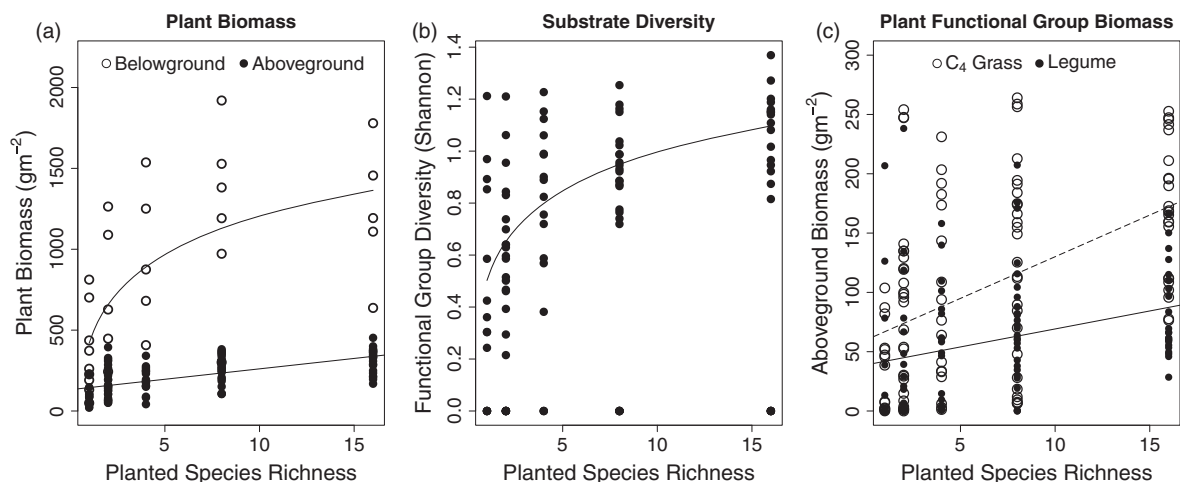 (a)
Plant Biomass
○ Belowground ● Aboveground
Plant Biomass (gm⁻²)
2000
1500
1000
500
0
5 10 15
Planted Species Richness
(b)
Substrate Diversity
Functional Group Diversity (Shannon)
1.4
1.2
1.0
0.8
0.6
0.4
0.2
0.0
5 10 15
Planted Species Richness
(c)
Plant Functional Group Biomass
○ C₄ Grass ● Legume
Aboveground Biomass (gm⁻²)
300
250
200
150
100
50
0
5 10 15
Planted Species Richness